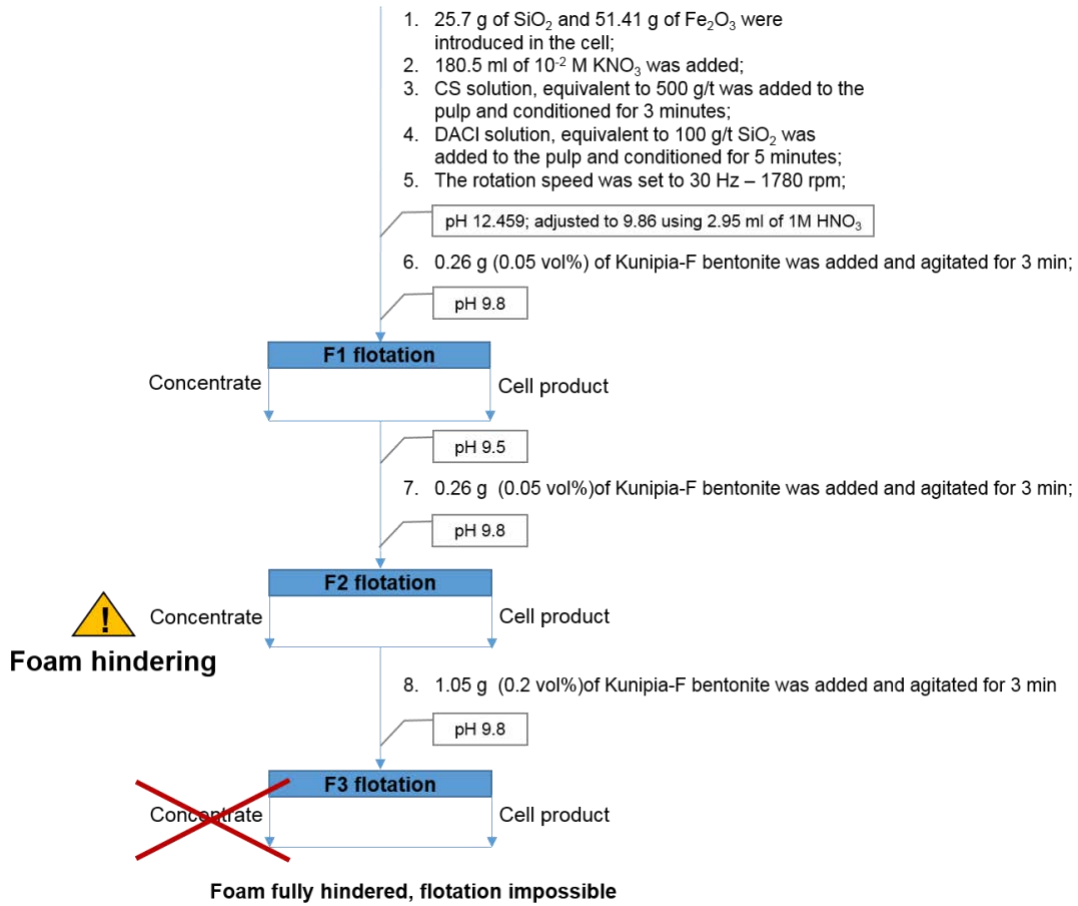 1. 25.7 g of SiO₂ and 51.41 g of Fe₂O₃ were
introduced in the cell;
2. 180.5 ml of 10⁻² M KNO₃ was added;
3. CS solution, equivalent to 500 g/t was added to the
pulp and conditioned for 3 minutes;
4. DACl solution, equivalent to 100 g/t SiO₂ was
added to the pulp and conditioned for 5 minutes;
5. The rotation speed was set to 30 Hz – 1780 rpm;
pH 12.459; adjusted to 9.86 using 2.95 ml of 1M HNO₃
6. 0.26 g (0.05 vol%) of Kunipia-F bentonite was added and agitated for 3 min;
pH 9.8
F1 flotation
Concentrate
Cell product
pH 9.5
7. 0.26 g (0.05 vol%)of Kunipia-F bentonite was added and agitated for 3 min;
pH 9.8
F2 flotation
Concentrate
Cell product
!
Foam hindering
8. 1.05 g (0.2 vol%)of Kunipia-F bentonite was added and agitated for 3 min
pH 9.8
F3 flotation
Concentrate
Cell product
Foam fully hindered, flotation impossible